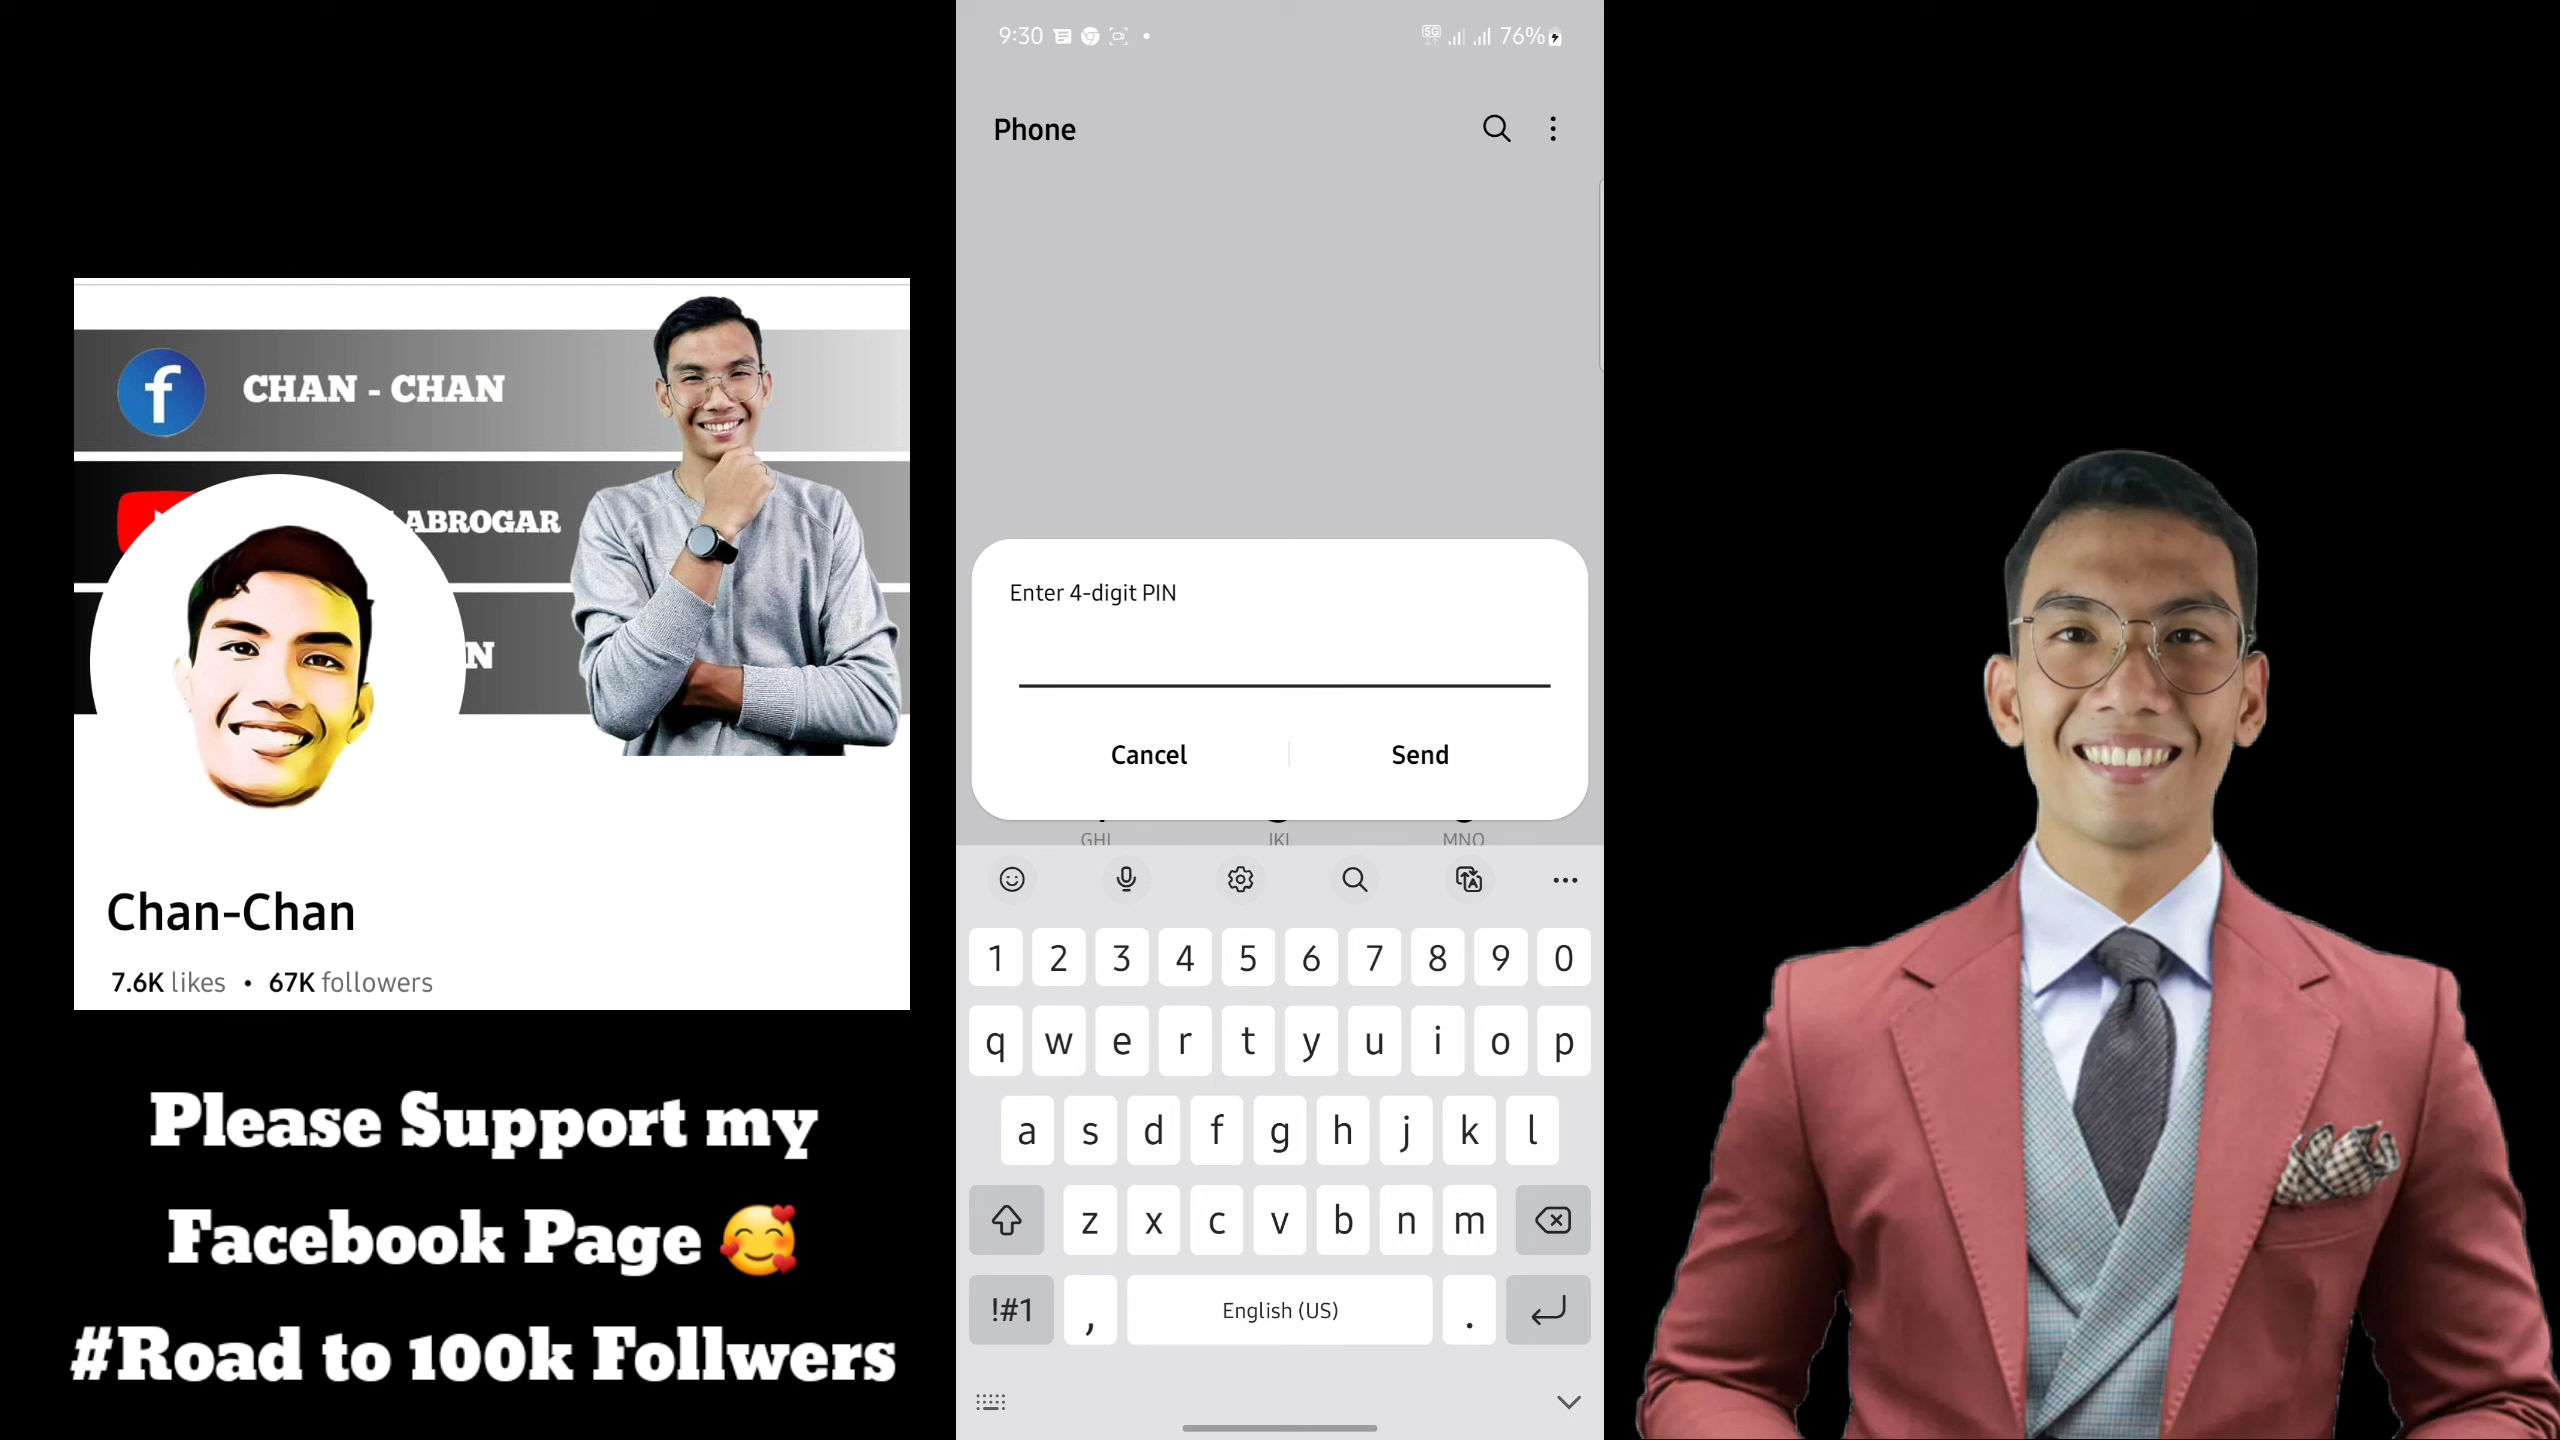 CHAN - CHAN
ABROGAR
N
Chan-Chan
7.6K likes • 67K followers
Please Support my
Facebook Page 🥰
#Road to 100k Follwers
9:30
5G 76%
Phone
Enter 4-digit PIN
Cancel
Send
GHI JKL MNO
1 2 3 4 5 6 7 8 9 0
q w e r t y u i o p
a s d f g h j k l
z x c v b n m
!#1 , English (US) .